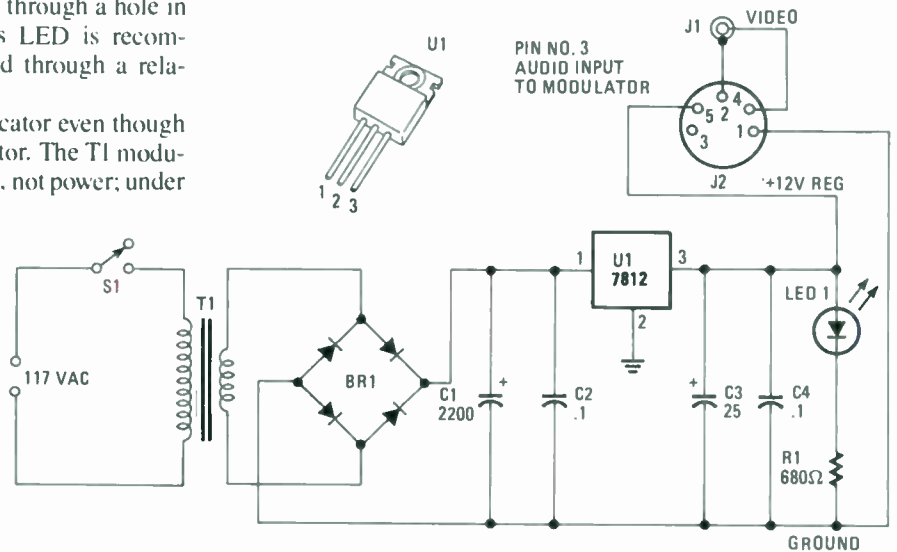 through a hole in
s LED is recom-
d through a rela-
cator even though
tor. The TI modu-
, not power; under
U1
1 2 3
PIN NO. 3
AUDIO INPUT
TO MODULATOR
J1
VIDEO
5 2 4
3 1
J2
+12V REG
S1
T1
117 VAC
BR1
C1
2200
+
C2
.1
1
U1
7812
3
2
+
C3
25
C4
.1
LED 1
R1
680Ω
GROUND